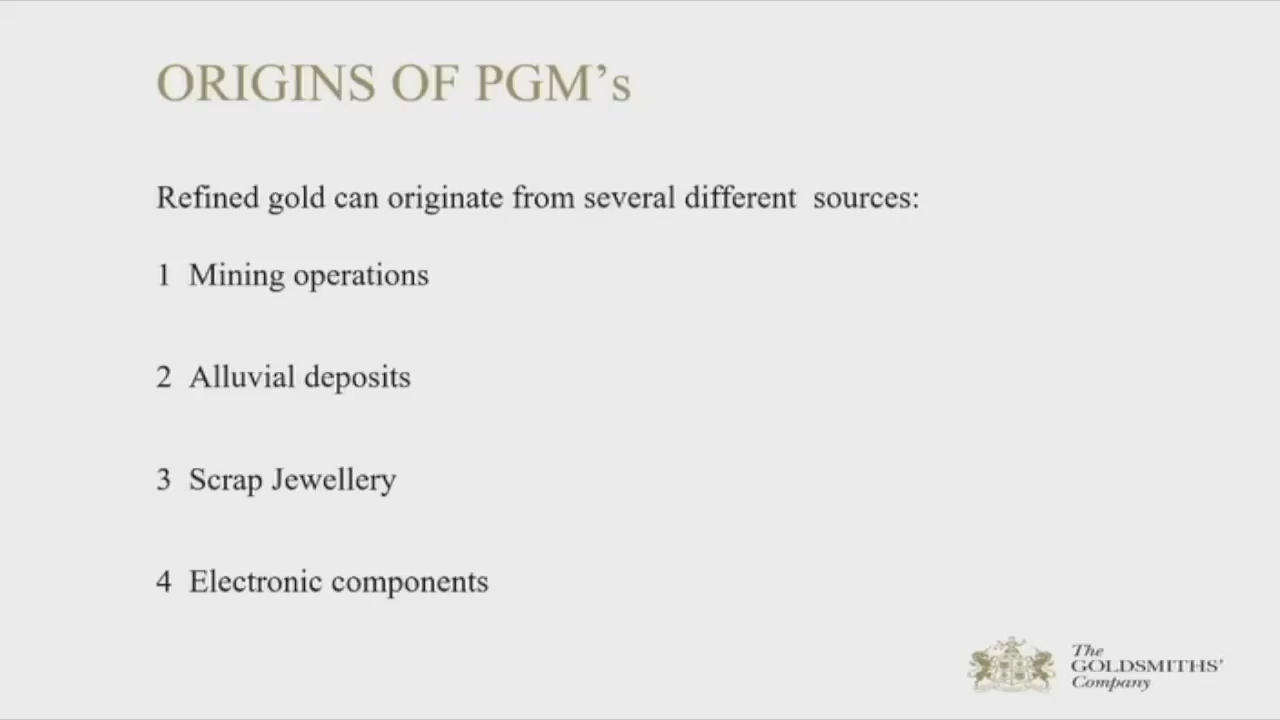 ORIGINS OF PGM’s
Refined gold can originate from several different  sources:
1  Mining operations
2  Alluvial deposits
3  Scrap Jewellery
4  Electronic components
The
GOLDSMITHS’
Company